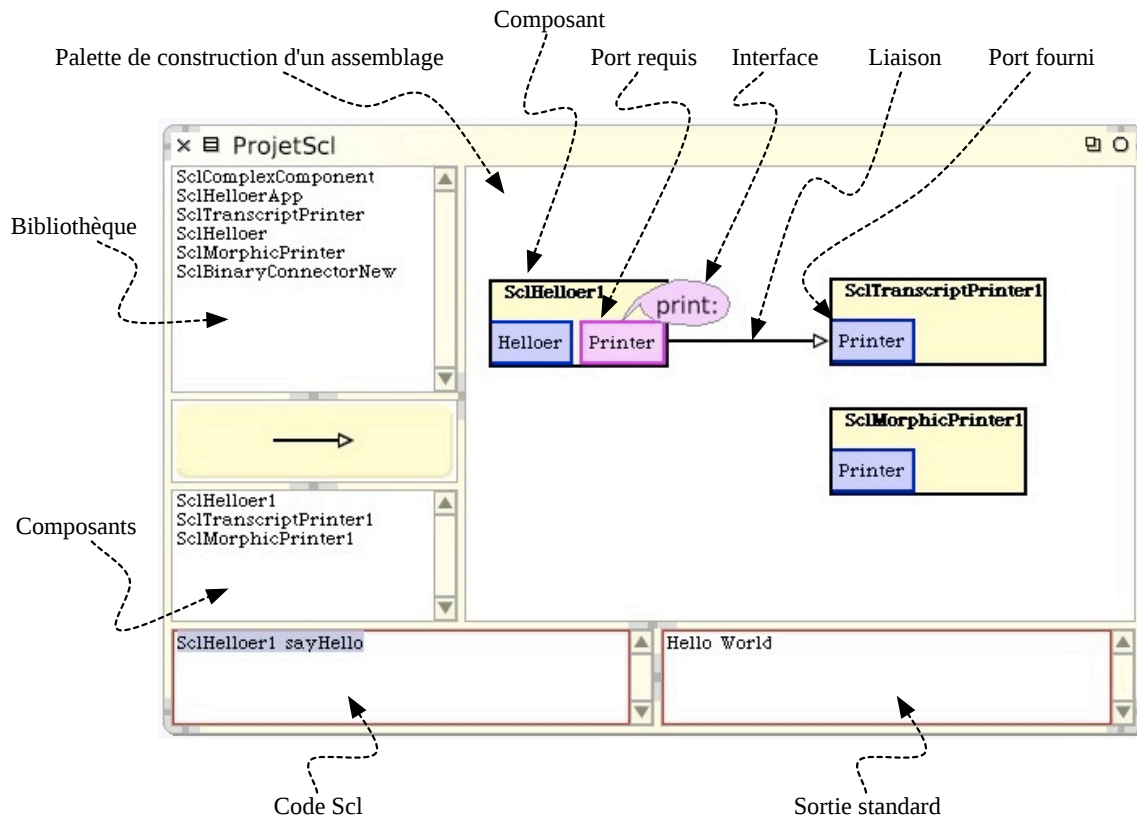 Composant
Palette de construction d'un assemblage
Port requis
Interface
Liaison
Port fourni
ProjetScl
SclComplexComponent
SclHelloerApp
SclTranscriptPrinter
SclHelloer
SclMorphicPrinter
SclBinaryConnectorNew
Bibliothèque
SclHelloer1
print:
Helloer
Printer
SclTranscriptPrinter1
Printer
SclMorphicPrinter1
Printer
SclHelloer1
SclTranscriptPrinter1
SclMorphicPrinter1
Composants
SclHelloer1 sayHello
Hello World
Code Scl
Sortie standard